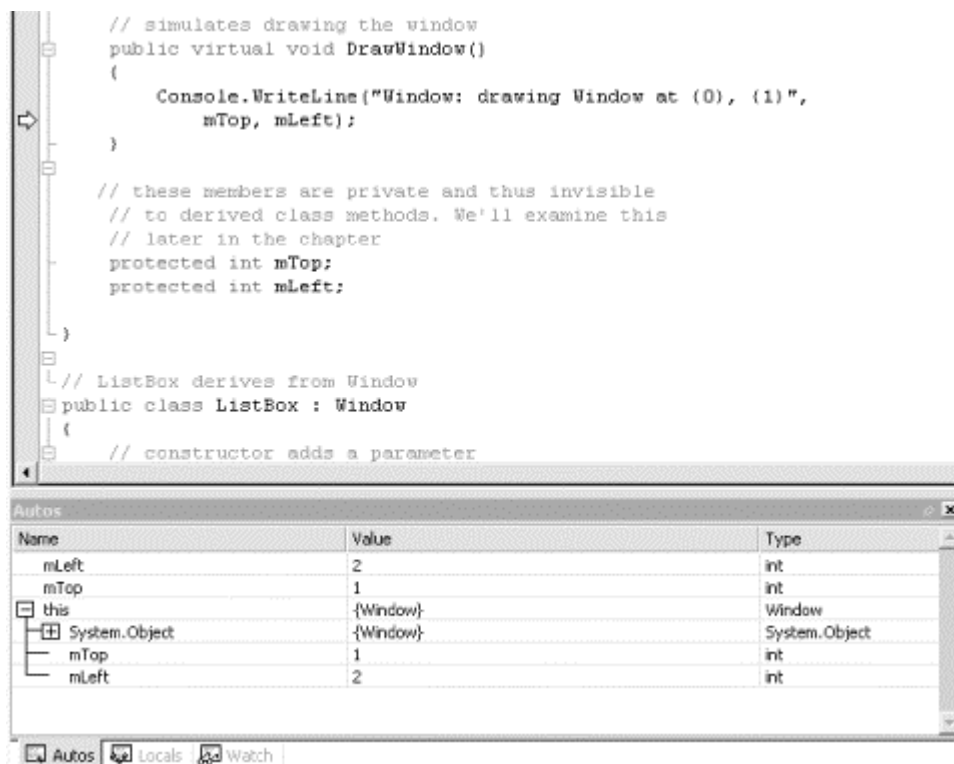 // simulates drawing the window
public virtual void DrawWindow()
{
Console.WriteLine("Window: drawing Window at {0}, {1}",
mTop, mLeft);
}
// these members are private and thus invisible
// to derived class methods. We'll examine this
// later in the chapter
protected int mTop;
protected int mLeft;
}
// ListBox derives from Window
public class ListBox : Window
{
// constructor adds a parameter
Autos
Name Value Type
mLeft 2 int
mTop 1 int
this {Window} Window
System.Object {Window} System.Object
mTop 1 int
mLeft 2 int
Autos Locals Watch